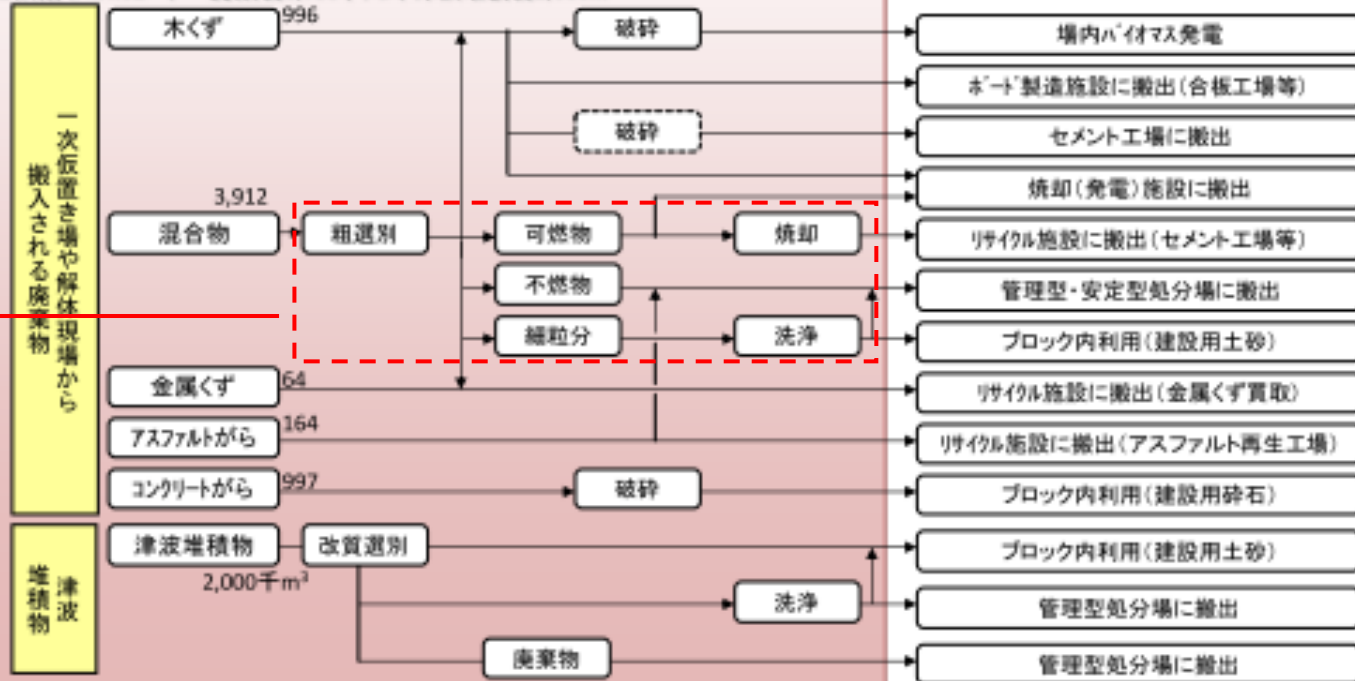 一次仮置き場や解体現場から
搬入される廃棄物
木くず
996
破砕
場内バイオマス発電
ボード製造施設に搬出(合板工場等)
破砕
セメント工場に搬出
焼却(発電)施設に搬出
3,912
混合物
粗選別
可燃物
焼却
リサイクル施設に搬出(セメント工場等)
不燃物
管理型・安定型処分場に搬出
細粒分
洗浄
ブロック内利用(建設用土砂)
金属くず
64
リサイクル施設に搬出(金属くず買取)
アスファルトがら
164
リサイクル施設に搬出(アスファルト再生工場)
コンクリートがら
997
破砕
ブロック内利用(建設用砕石)
津波
堆積物
津波堆積物
改質選別
ブロック内利用(建設用土砂)
2,000千m³
洗浄
管理型処分場に搬出
廃棄物
管理型処分場に搬出